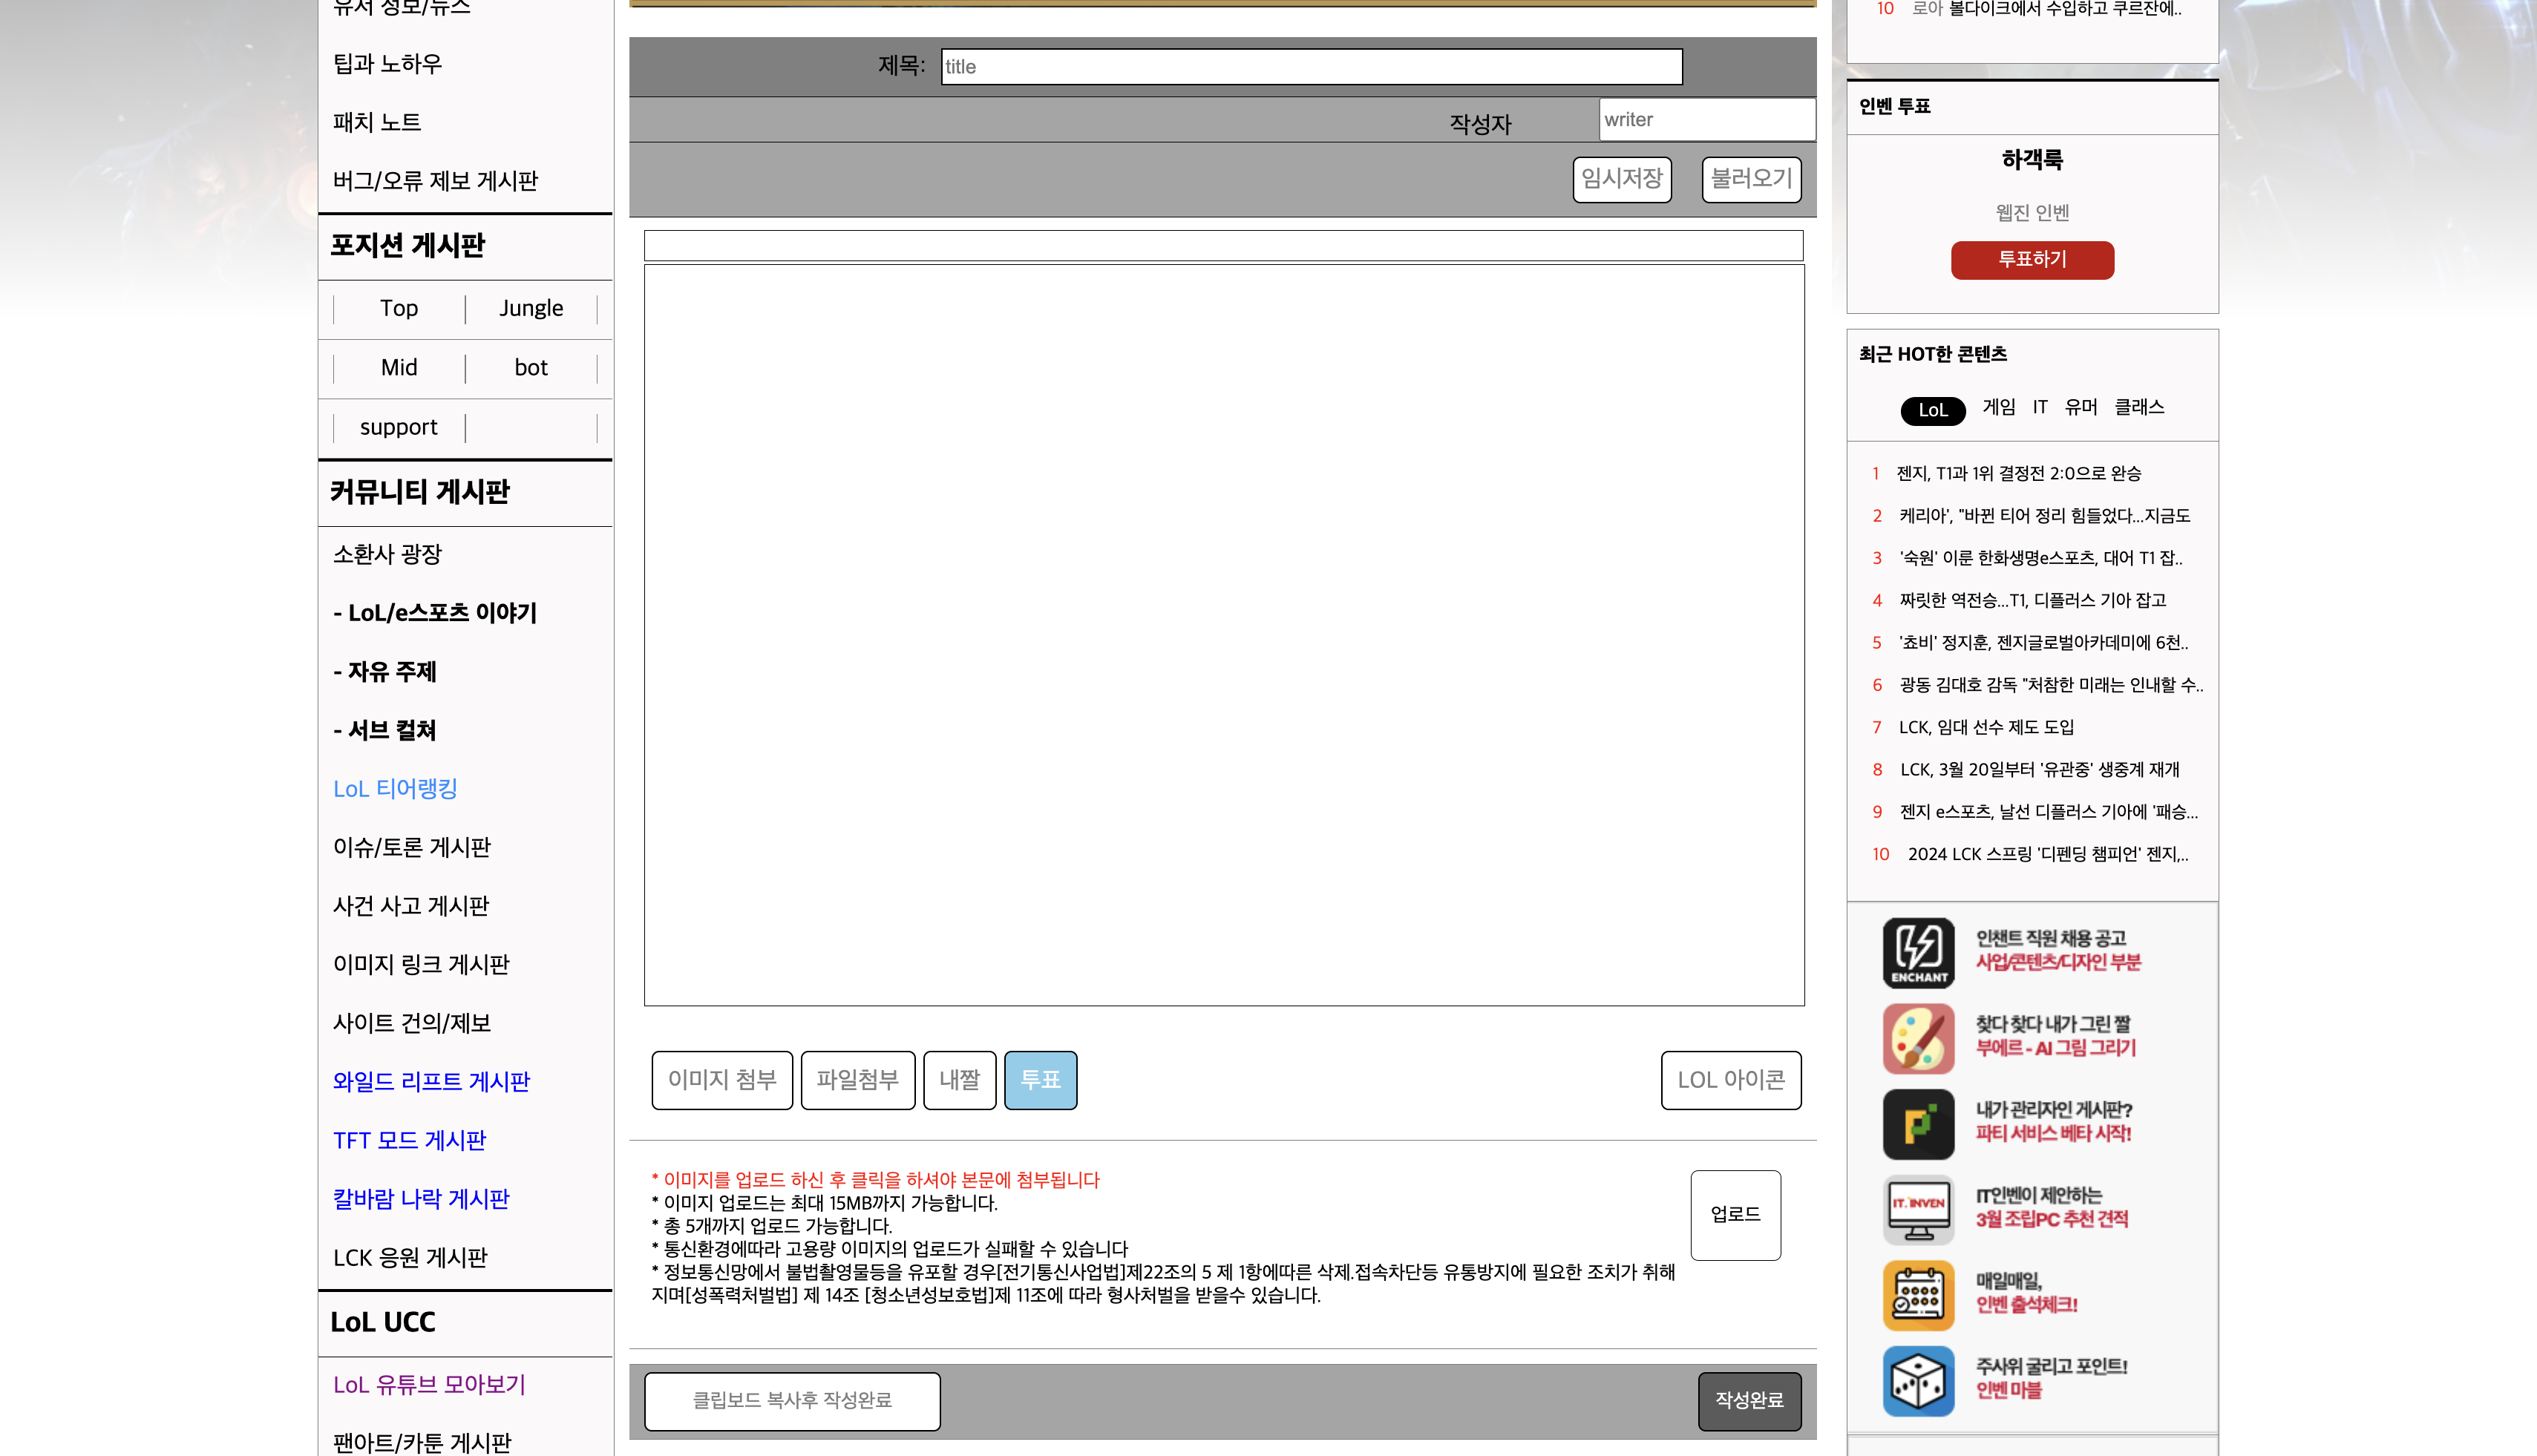 유저 정보/뉴스
팁과 노하우
패치 노트
버그/오류 제보 게시판
포지션 게시판
Top
Jungle
Mid
bot
support
커뮤니티 게시판
소환사 광장
- LoL/e스포츠 이야기
- 자유 주제
- 서브 컬쳐
LoL 티어랭킹
이슈/토론 게시판
사건 사고 게시판
이미지 링크 게시판
사이트 건의/제보
와일드 리프트 게시판
TFT 모드 게시판
칼바람 나락 게시판
LCK 응원 게시판
LoL UCC
LoL 유튜브 모아보기
팬아트/카툰 게시판
제목: title
작성자 writer
임시저장
불러오기
이미지 첨부
파일첨부
내짤
투표
LOL 아이콘
* 이미지를 업로드 하신 후 클릭을 하셔야 본문에 첨부됩니다
* 이미지 업로드는 최대 15MB까지 가능합니다.
* 총 5개까지 업로드 가능합니다.
* 통신환경에따라 고용량 이미지의 업로드가 실패할 수 있습니다
* 정보통신망에서 불법촬영물등을 유포할 경우[전기통신사업법]제22조의 5 제 1항에따른 삭제.접속차단등 유통방지에 필요한 조치가 취해
지며[성폭력처벌법] 제 14조 [청소년성보호법]제 11조에 따라 형사처벌을 받을수 있습니다.
업로드
클립보드 복사후 작성완료
작성완료
10 로아 볼다이크에서 수입하고 쿠르잔에..
인벤 투표
하객룩
웹진 인벤
투표하기
최근 HOT한 콘텐츠
LoL 게임 IT 유머 클래스
1 젠지, T1과 1위 결정전 2:0으로 완승
2 케리아', "바뀐 티어 정리 힘들었다...지금도
3 '숙원' 이룬 한화생명e스포츠, 대어 T1 잡..
4 짜릿한 역전승...T1, 디플러스 기아 잡고
5 '쵸비' 정지훈, 젠지글로벌아카데미에 6천..
6 광동 김대호 감독 "처참한 미래는 인내할 수..
7 LCK, 임대 선수 제도 도입
8 LCK, 3월 20일부터 '유관중' 생중계 재개
9 젠지 e스포츠, 날선 디플러스 기아에 '패승...
10 2024 LCK 스프링 '디펜딩 챔피언' 젠지,..
ENCHANT
인챈트 직원 채용 공고
사업/콘텐츠/디자인 부분
찾다 찾다 내가 그린 짤
부에르 - AI 그림 그리기
내가 관리자인 게시판?
파티 서비스 베타 시작!
IT. INVEN
IT인벤이 제안하는
3월 조립PC 추천 견적
매일매일,
인벤 출석체크!
주사위 굴리고 포인트!
인벤 마블